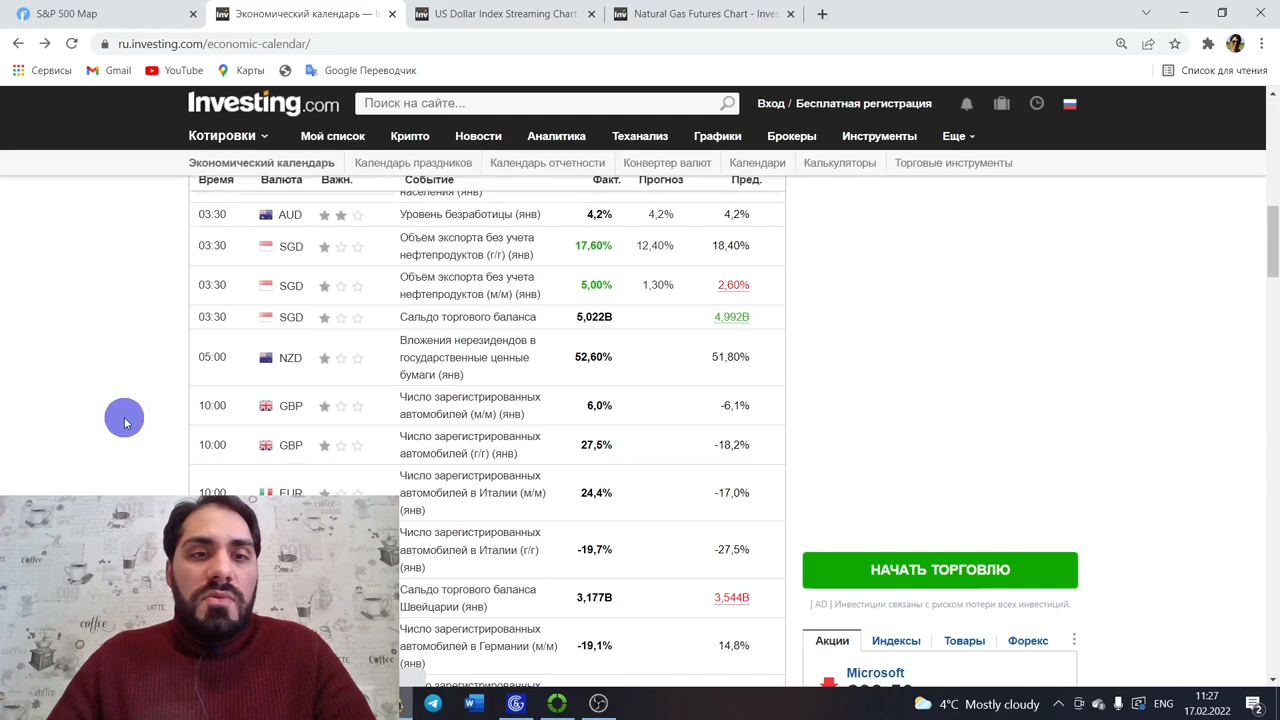 S&P 500 Map
Экономический календарь — I
US Dollar Index Streaming Chart
Natural Gas Futures Chart - Inves
ru.investing.com/economic-calendar/
Сервисы
Gmail
YouTube
Карты
Google Переводчик
Список для чтения
Investing.com
Поиск на сайте...
Вход / Бесплатная регистрация
Котировки
Мой список
Крипто
Новости
Аналитика
Теханализ
Графики
Брокеры
Инструменты
Еще
Экономический календарь
Календарь праздников
Календарь отчетности
Конвертер валют
Календари
Калькуляторы
Торговые инструменты
Время Валюта Важн. Событие Факт. Прогноз Пред.
населения (янв)
03:30 AUD Уровень безработицы (янв) 4,2% 4,2% 4,2%
03:30 SGD Объём экспорта без учета
нефтепродуктов (г/г) (янв) 17,60% 12,40% 18,40%
03:30 SGD Объём экспорта без учета
нефтепродуктов (м/м) (янв) 5,00% 1,30% 2,60%
03:30 SGD Сальдо торгового баланса 5,022B 4,992B
05:00 NZD Вложения нерезидентов в
государственные ценные
бумаги (янв) 52,60% 51,80%
10:00 GBP Число зарегистрированных
автомобилей (м/м) (янв) 6,0% -6,1%
10:00 GBP Число зарегистрированных
автомобилей (г/г) (янв) 27,5% -18,2%
10:00 EUR Число зарегистрированных
автомобилей в Италии (м/м)
(янв) 24,4% -17,0%
Число зарегистрированных
автомобилей в Италии (г/г)
(янв) -19,7% -27,5%
Сальдо торгового баланса
Швейцарии (янв) 3,177B 3,544B
Число зарегистрированных
автомобилей в Германии (м/м)
(янв) -19,1% 14,8%
НАЧАТЬ ТОРГОВЛЮ
| AD | Инвестиции связаны с риском потери всех инвестиций.
Акции
Индексы
Товары
Форекс
Microsoft
coffee
LATTE
Coffee
4°C Mostly cloudy
ENG
11:27
17.02.2022
2